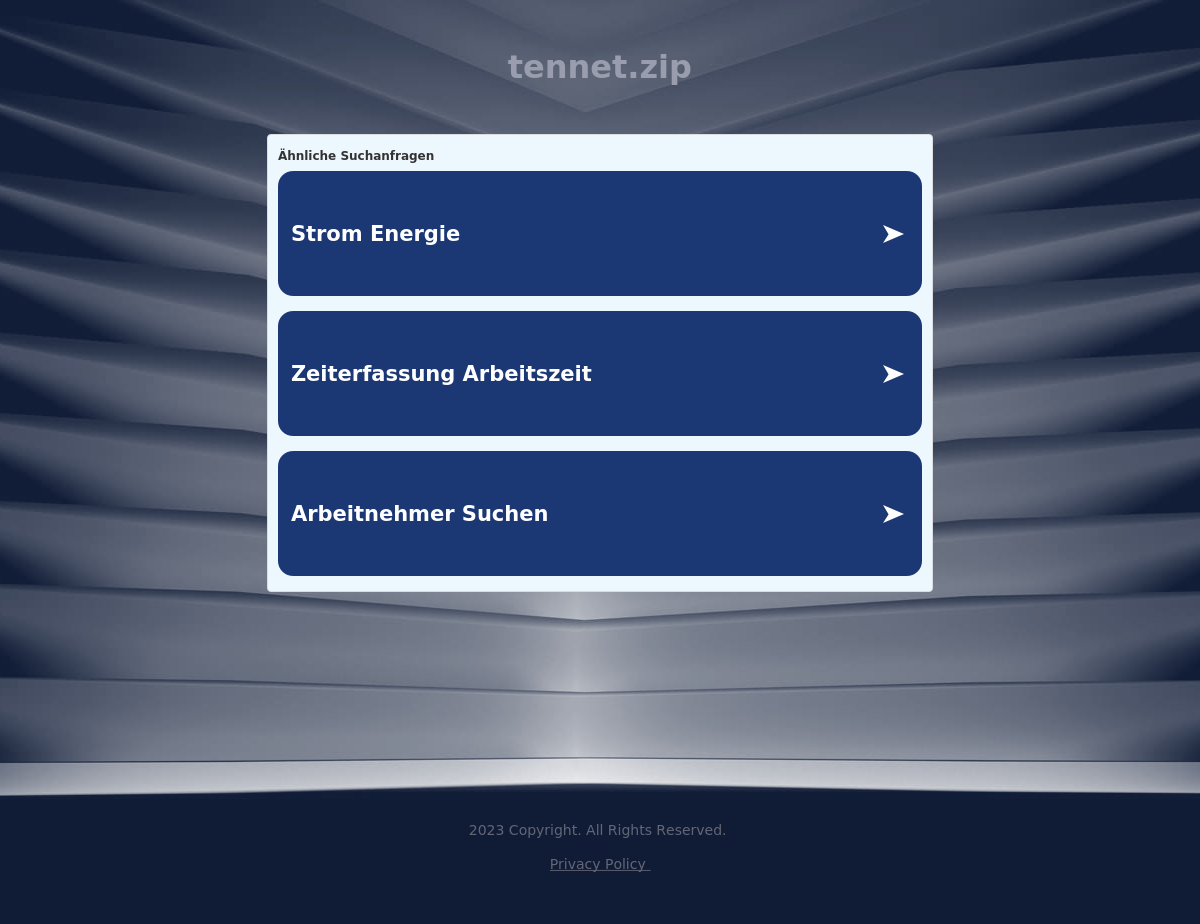 tennet.zip
Ähnliche Suchanfragen
Strom Energie
Zeiterfassung Arbeitszeit
Arbeitnehmer Suchen
2023 Copyright. All Rights Reserved.
Privacy Policy